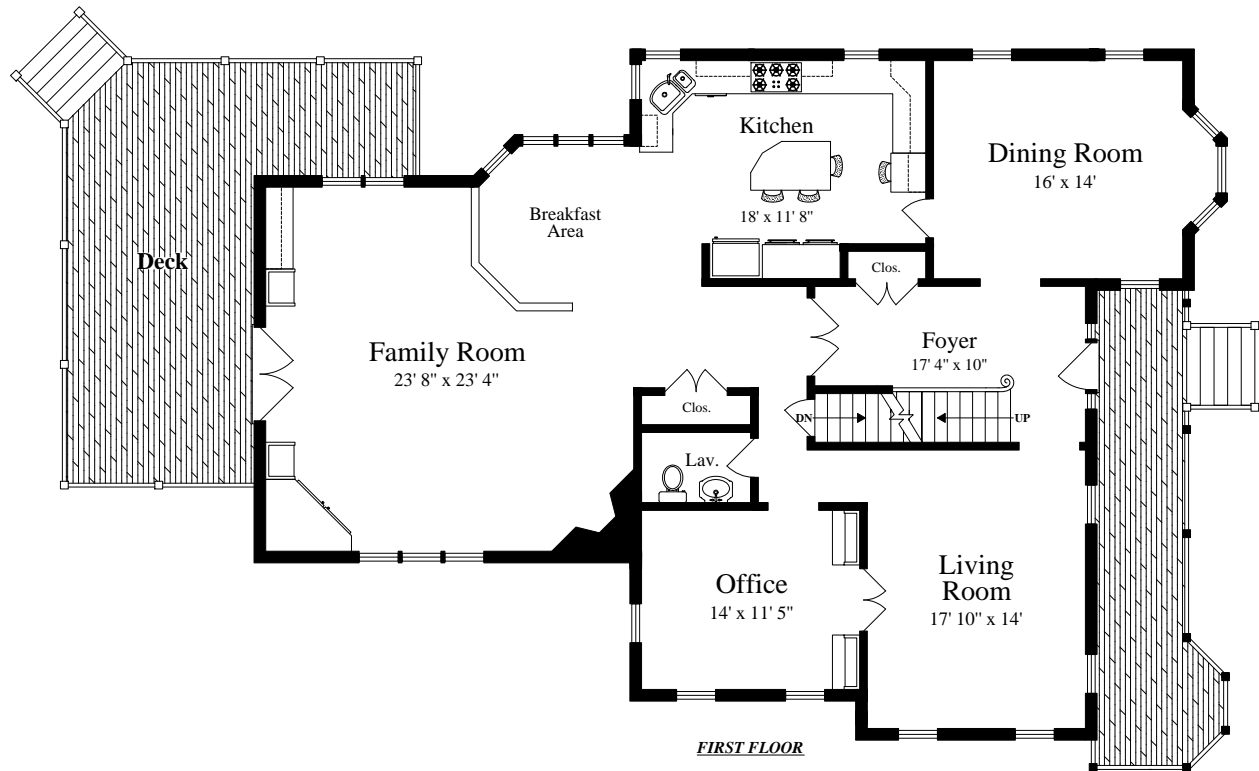 Kitchen
18' x 11' 8"
Dining Room
16' x 14'
Breakfast
Area
Deck
Clos.
Family Room
23' 8" x 23' 4"
Foyer
17' 4" x 10"
Clos.
DN
UP
Lav.
Office
14' x 11' 5"
Living
Room
17' 10" x 14'
FIRST FLOOR